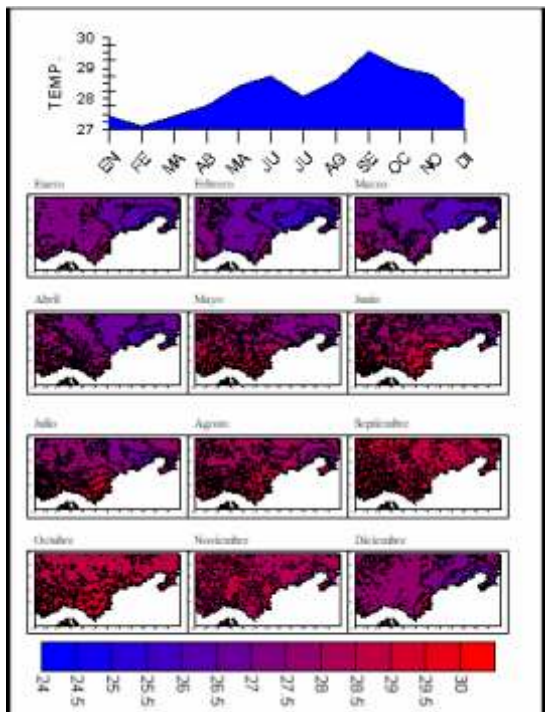 30
29
TEMP.
28
27
EN FE MA AB MA JU JU AG SE OC NO DI
Enero Febrero Marzo
Abril Mayo Junio
Julio Agosto Septiembre
Octubre Noviembre Diciembre
24 24.5 25 25.5 26 26.5 27 27.5 28 28.5 29 29.5 30